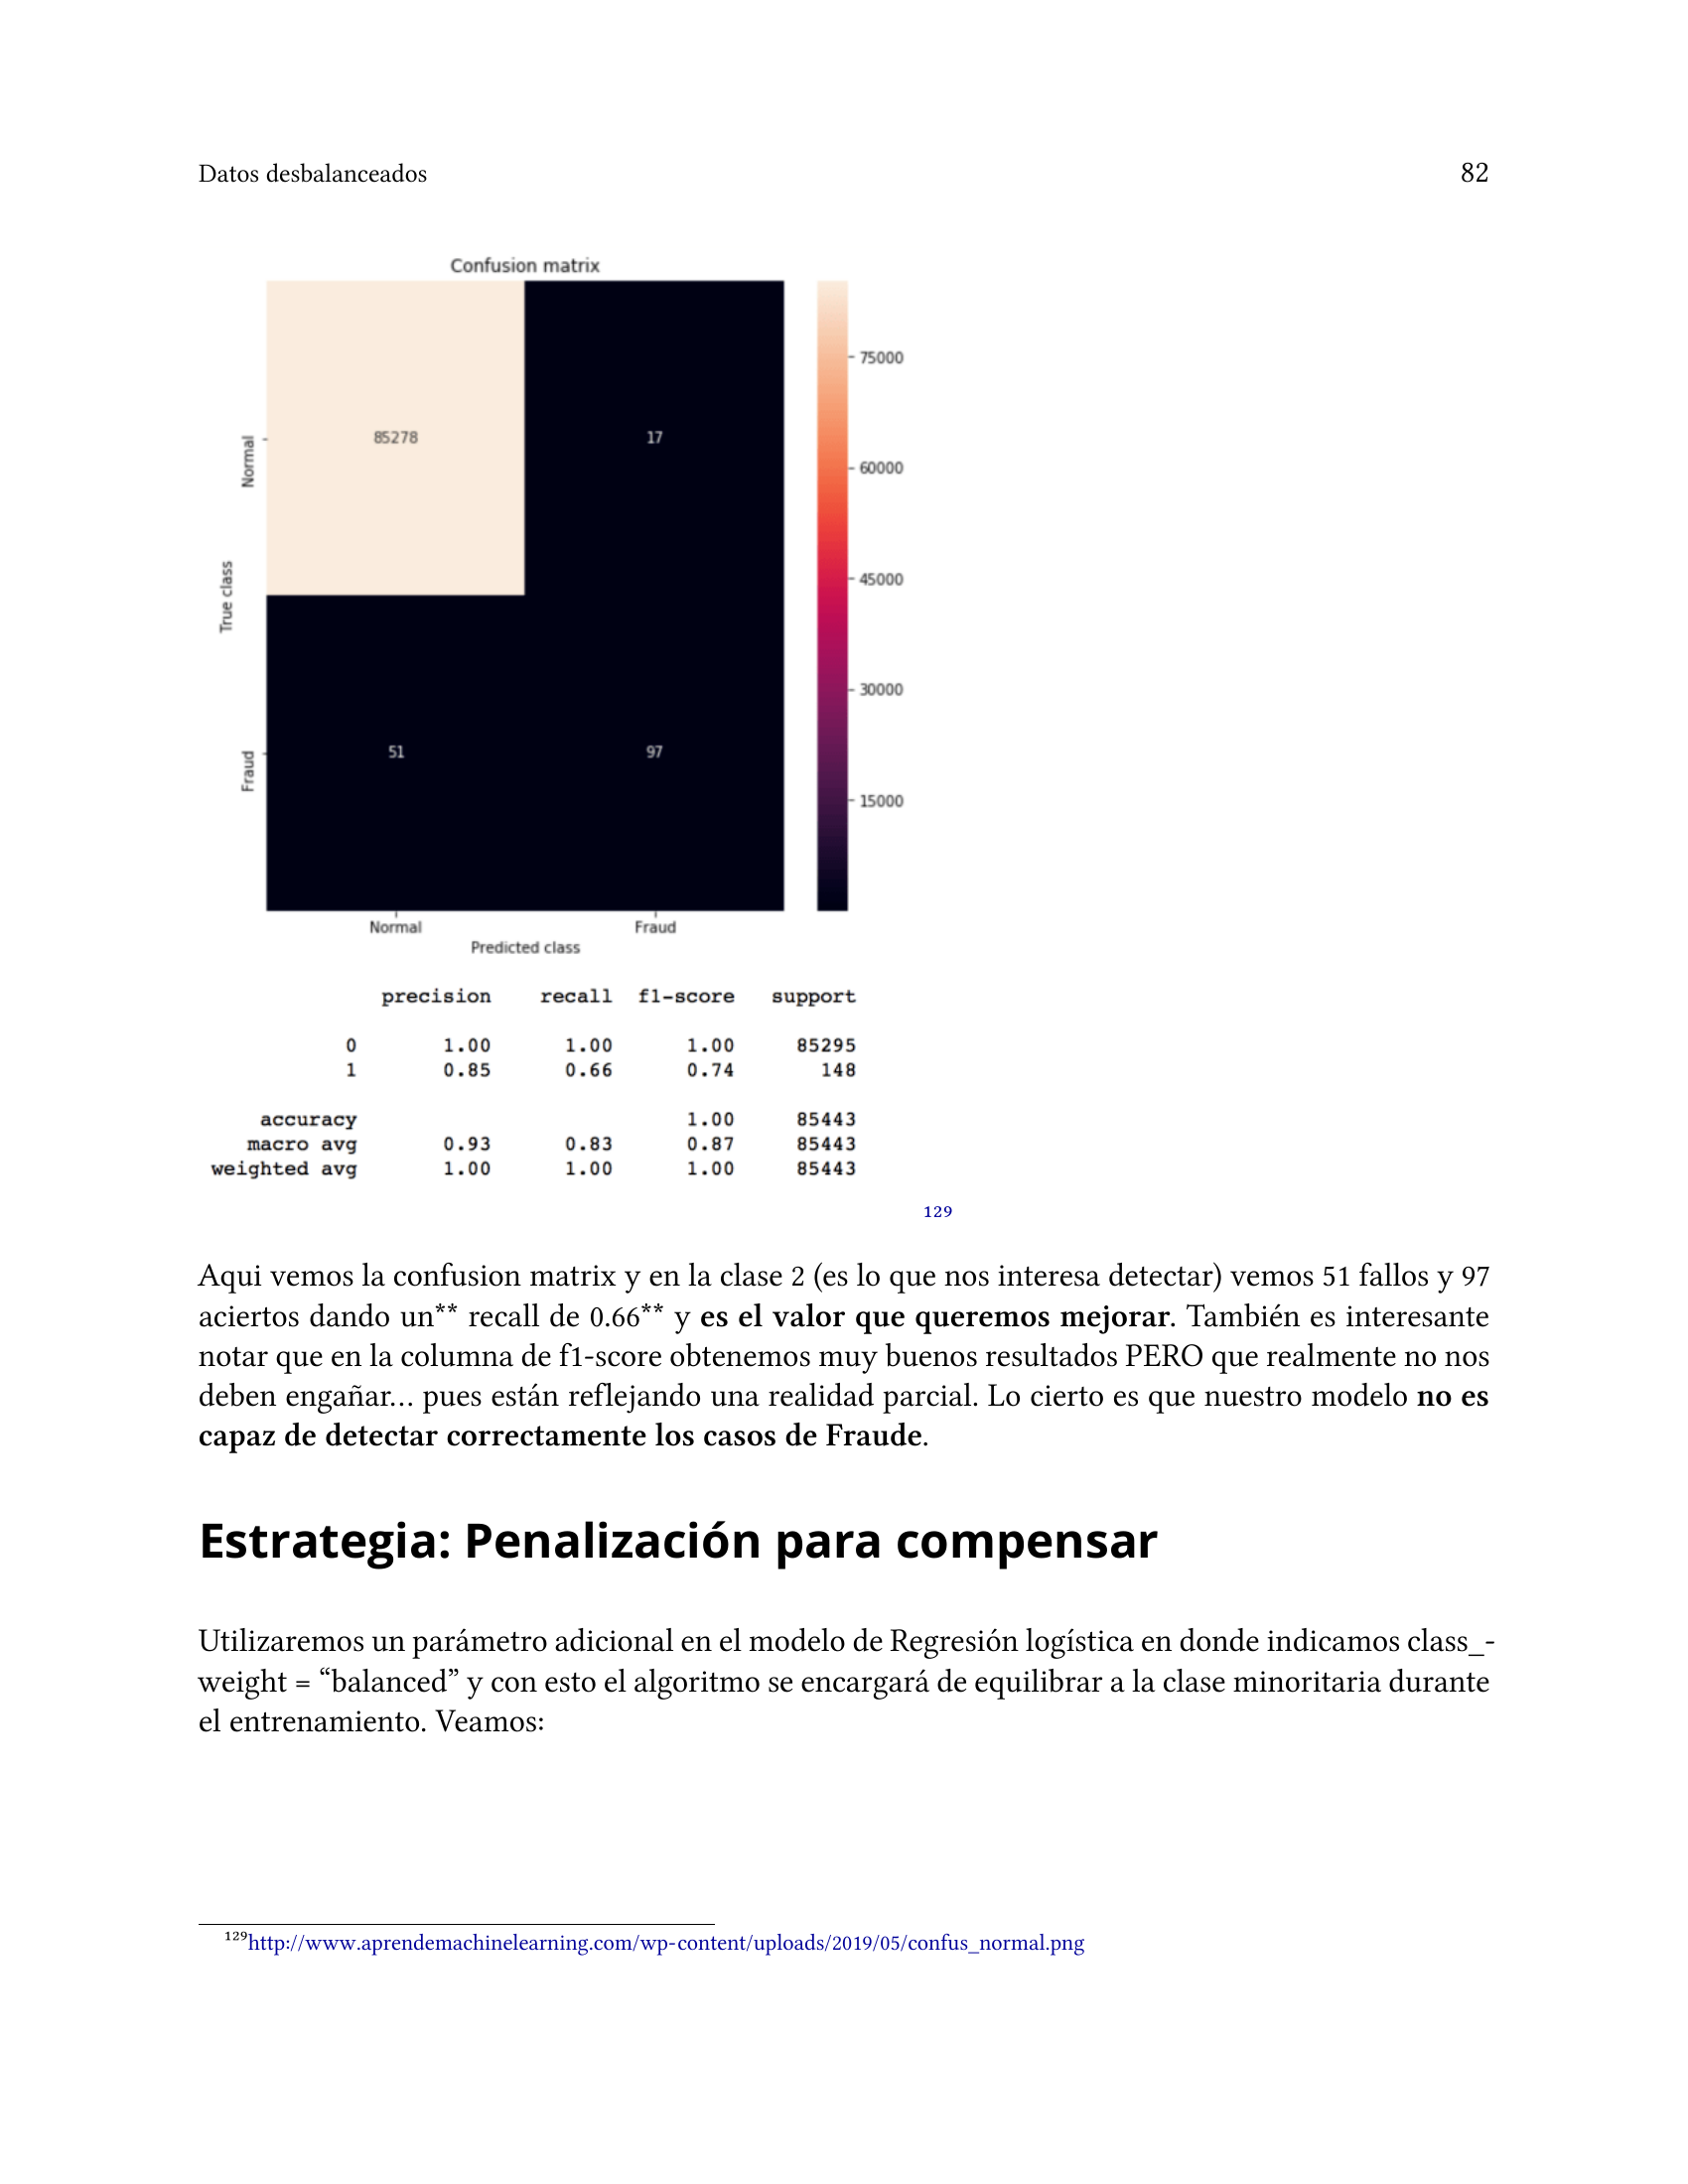 Datos desbalanceados 82
Confusion matrix
75000
85278 17
Normal
60000
True class
45000
30000
51 97
Fraud
15000
Normal Fraud
Predicted class
precision recall f1-score support
0 1.00 1.00 1.00 85295
1 0.85 0.66 0.74 148
accuracy 1.00 85443
macro avg 0.93 0.83 0.87 85443
weighted avg 1.00 1.00 1.00 85443
129
Aqui vemos la confusion matrix y en la clase 2 (es lo que nos interesa detectar) vemos 51 fallos y 97
aciertos dando un** recall de 0.66** y es el valor que queremos mejorar. También es interesante
notar que en la columna de f1-score obtenemos muy buenos resultados PERO que realmente no nos
deben engañar… pues están reflejando una realidad parcial. Lo cierto es que nuestro modelo no es
capaz de detectar correctamente los casos de Fraude.
Estrategia: Penalización para compensar
Utilizaremos un parámetro adicional en el modelo de Regresión logística en donde indicamos class_-
weight = “balanced” y con esto el algoritmo se encargará de equilibrar a la clase minoritaria durante
el entrenamiento. Veamos:
129http://www.aprendemachinelearning.com/wp-content/uploads/2019/05/confus_normal.png